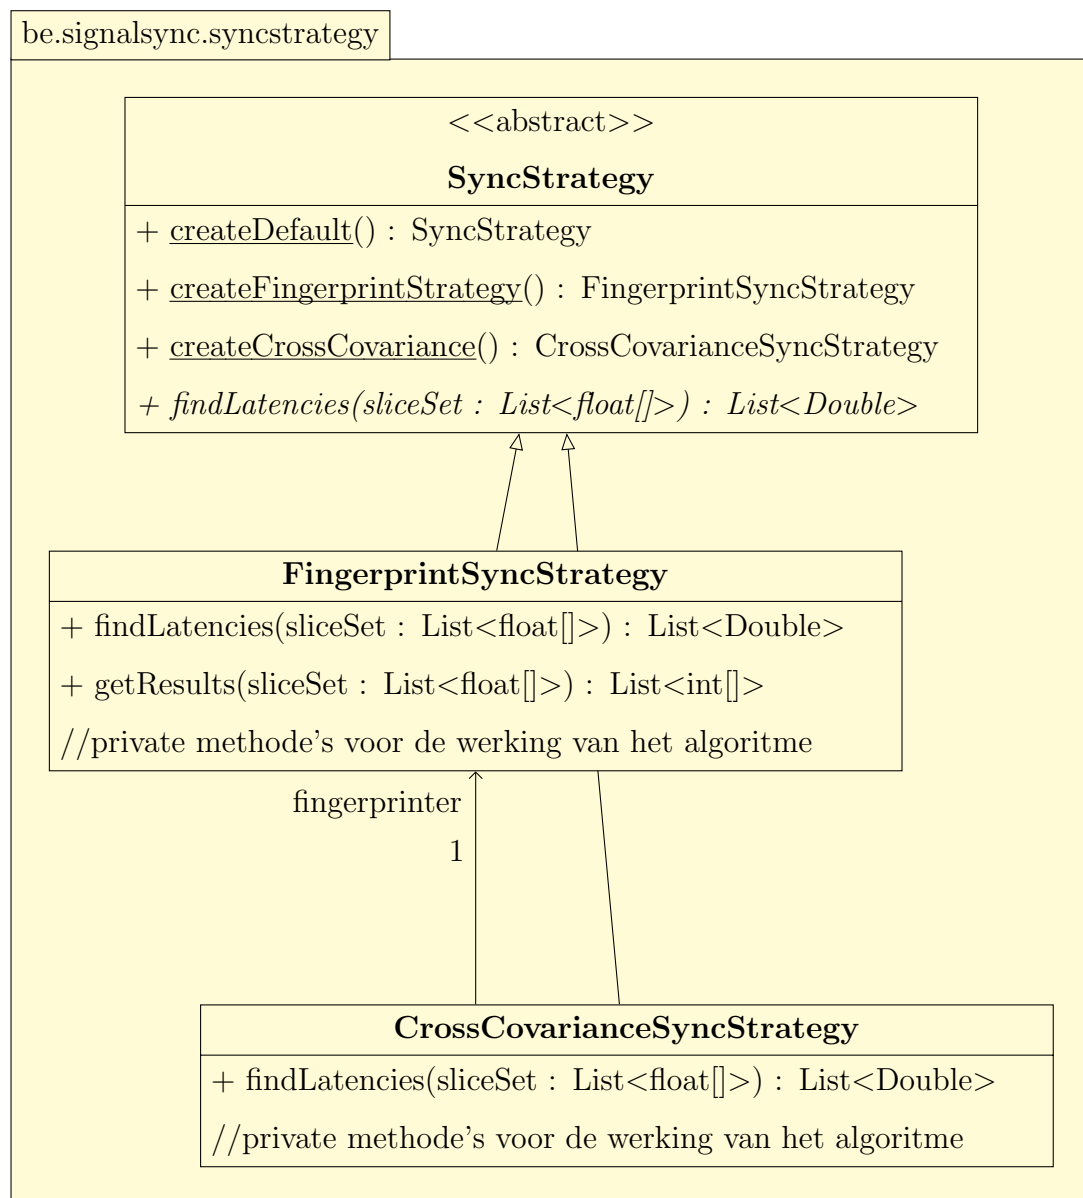 be.signalsync.syncstrategy
<<abstract>>
SyncStrategy
+ createDefault() : SyncStrategy
+ createFingerprintStrategy() : FingerprintSyncStrategy
+ createCrossCovariance() : CrossCovarianceSyncStrategy
+ findLatencies(sliceSet : List<float[]>) : List<Double>
FingerprintSyncStrategy
+ findLatencies(sliceSet : List<float[]>) : List<Double>
+ getResults(sliceSet : List<float[]>) : List<int[]>
//private methode's voor de werking van het algoritme
fingerprinter
1
CrossCovarianceSyncStrategy
+ findLatencies(sliceSet : List<float[]>) : List<Double>
//private methode's voor de werking van het algoritme